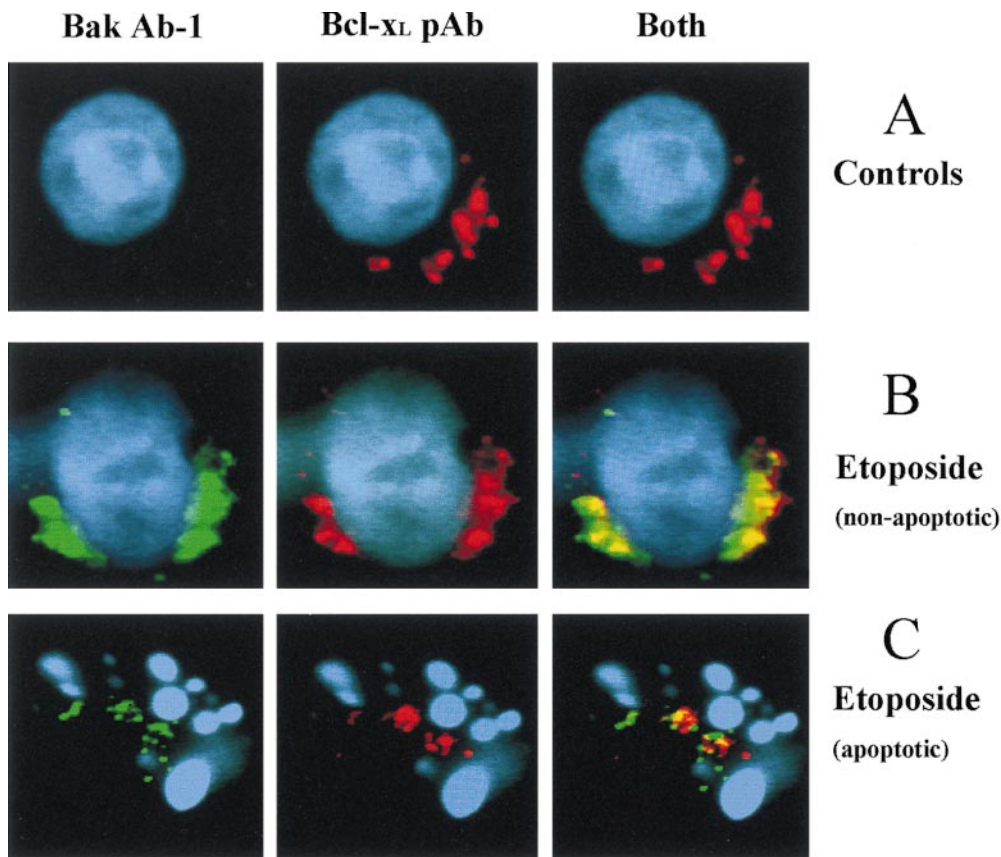 Bak Ab-1 Bcl-xL pAb Both
A
Controls
B
Etoposide
(non-apoptotic)
C
Etoposide
(apoptotic)